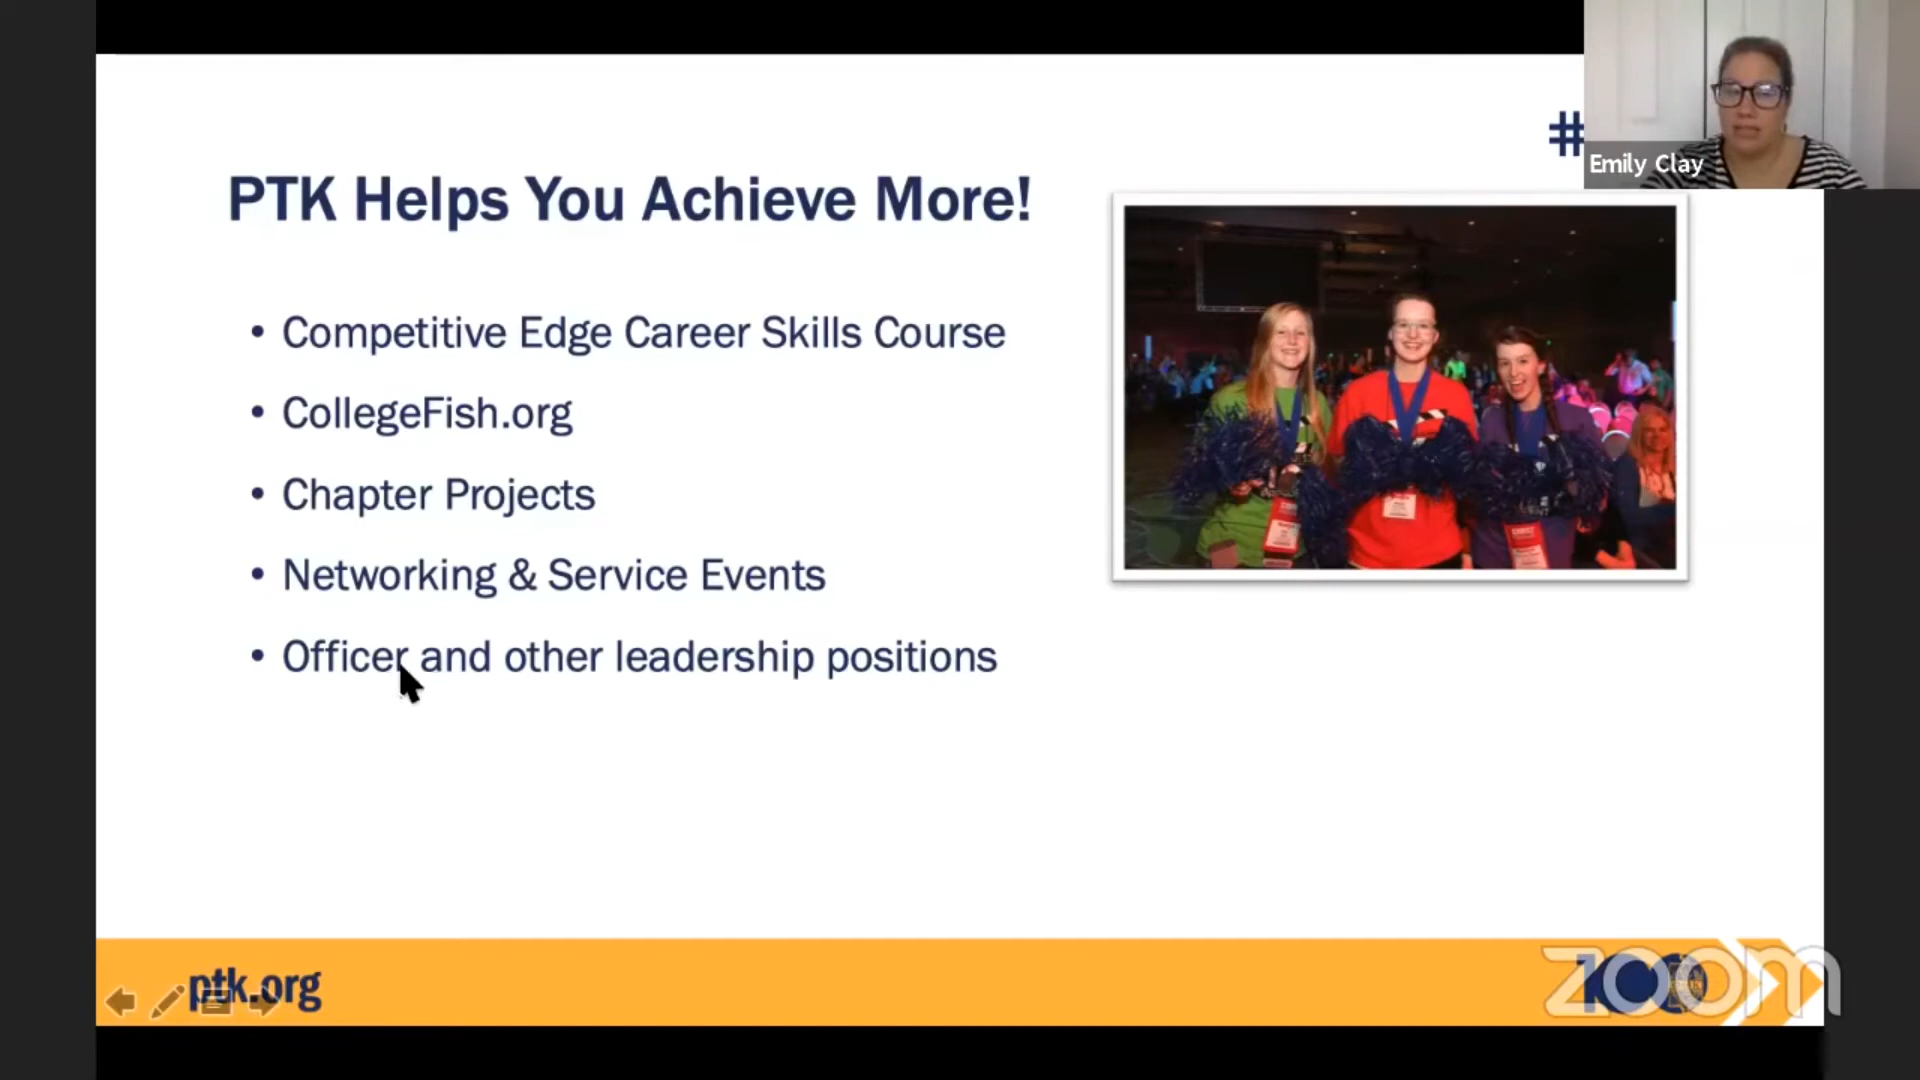 #
Emily Clay
PTK Helps You Achieve More!
• Competitive Edge Career Skills Course
• CollegeFish.org
• Chapter Projects
• Networking & Service Events
• Officer and other leadership positions
ptk.org
100
zoom